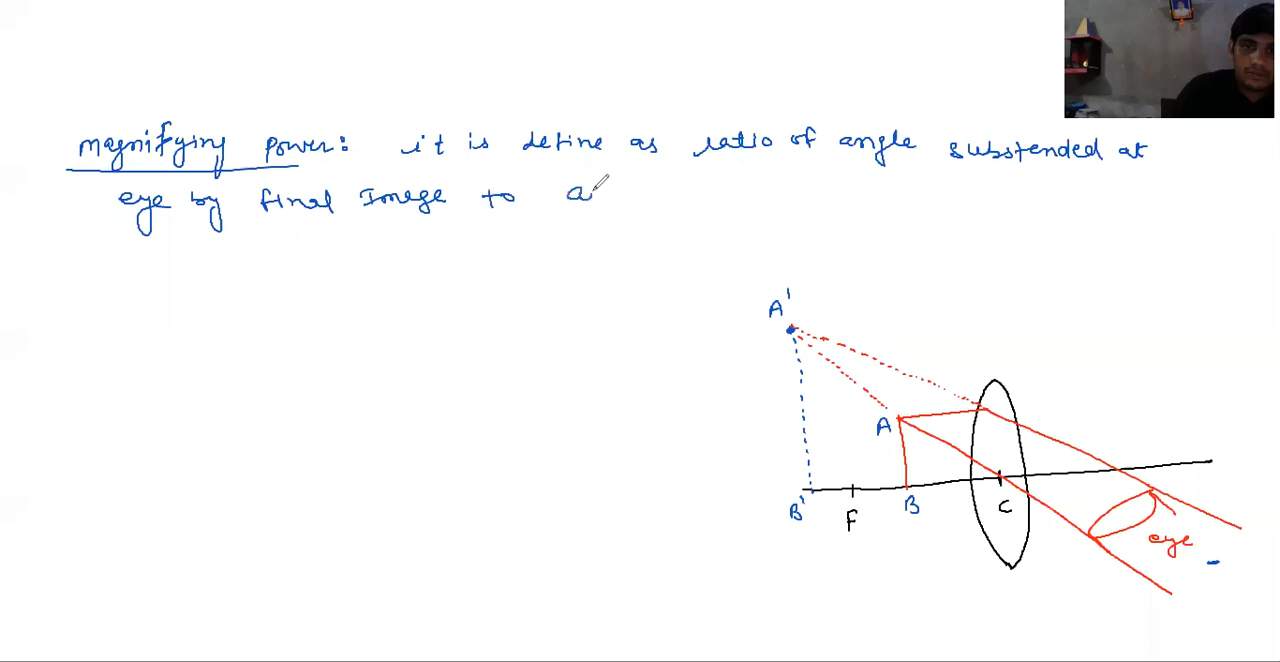 magnifying power: it is define as ratio of angle substended at
eye by final Image to a
A'
A
B'
F
B
C
eye